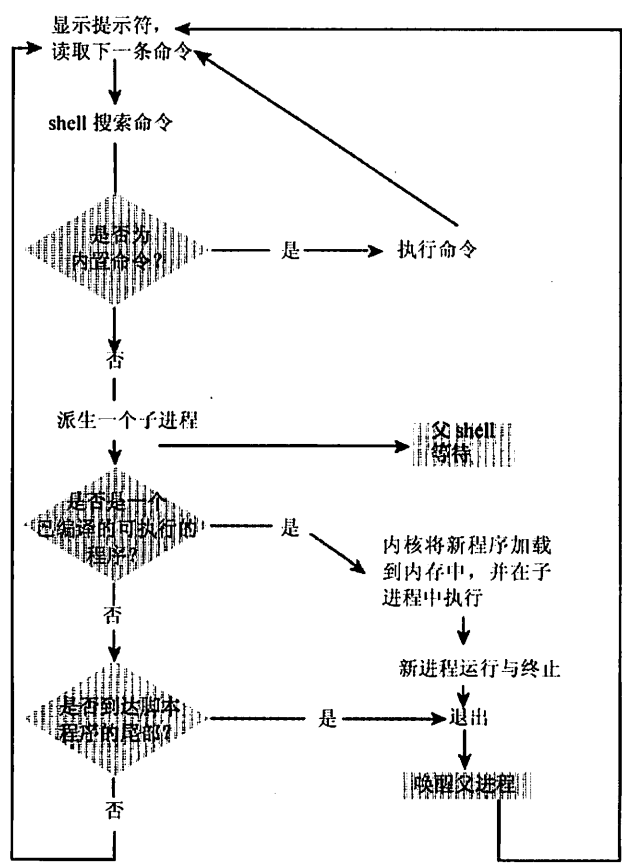 显示提示符，
读取下一条命令
shell 搜索命令
是否为
内置命令？
是
执行命令
否
派生一个子进程
父 shell
等待
是否是一个
已编译的可执行的
程序？
是
内核将新程序加载
到内存中，并在子
进程中执行
否
新进程运行与终止
是否到达脚本
程序的尾部？
是
退出
唤醒父进程
否